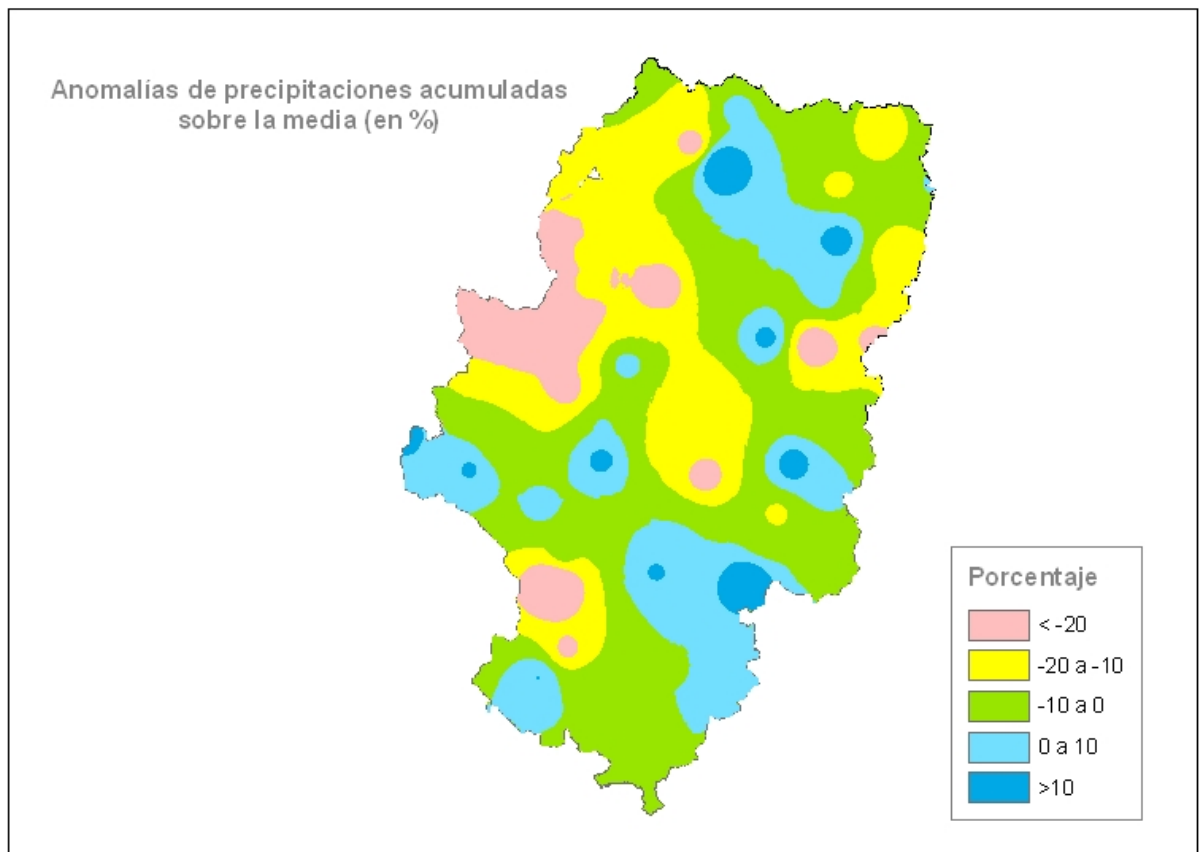 Anomalías de precipitaciones acumuladas
sobre la media (en %)
Porcentaje
< -20
-20 a -10
-10 a 0
0 a 10
>10